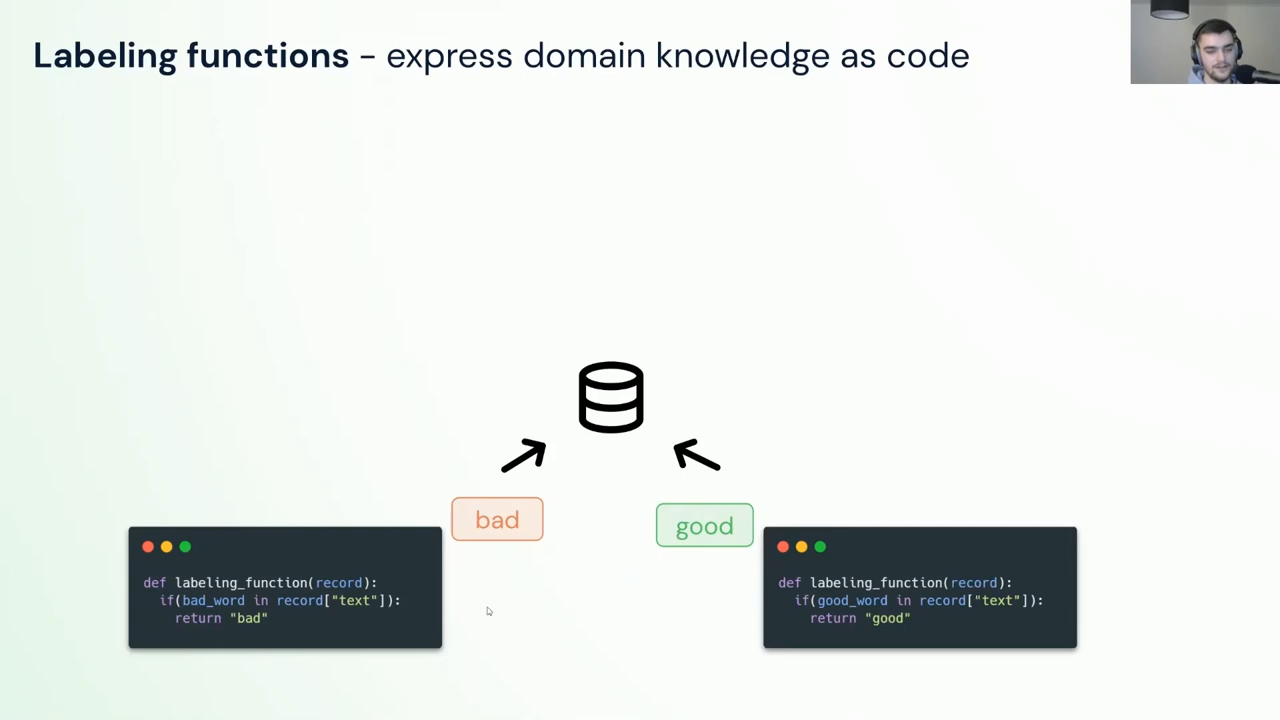 Labeling functions - express domain knowledge as code
bad
good
def labeling_function(record):
if(bad_word in record["text"]):
return "bad"
def labeling_function(record):
if(good_word in record["text"]):
return "good"